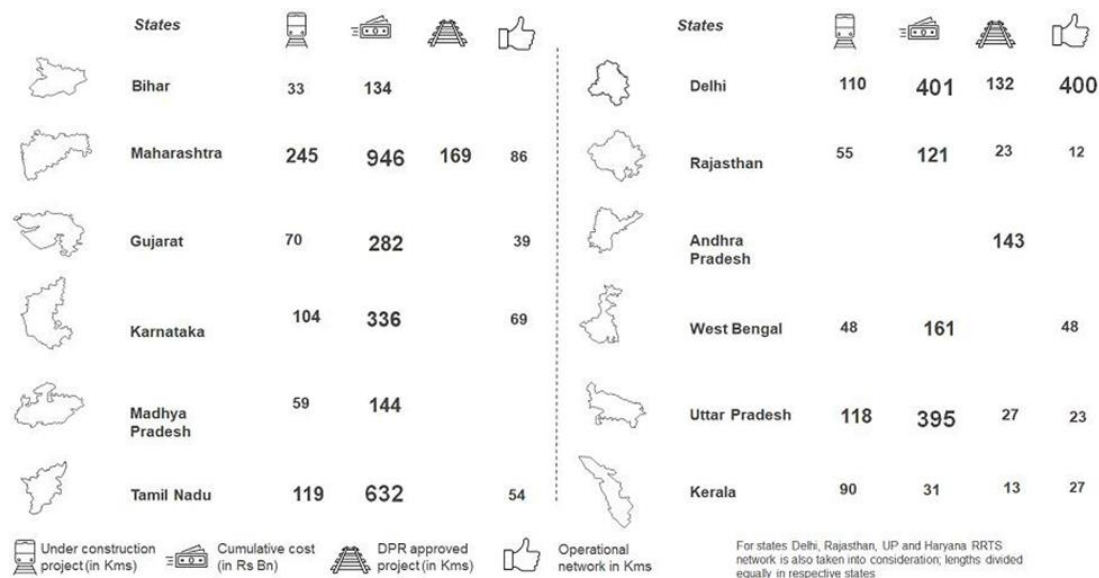 States
Bihar 33 134
Maharashtra 245 946 169 86
Gujarat 70 282 39
Karnataka 104 336 69
Madhya
Pradesh 59 144
Tamil Nadu 119 632 54
States
Delhi 110 401 132 400
Rajasthan 55 121 23 12
Andhra
Pradesh 143
West Bengal 48 161 48
Uttar Pradesh 118 395 27 23
Kerala 90 31 13 27
Under construction
project (in Kms)
Cumulative cost
(in Rs Bn)
DPR approved
project (in Kms)
Operational
network in Kms
For states Delhi, Rajasthan, UP and Haryana RRTS
network is also taken into consideration; lengths divided
equally in respective states